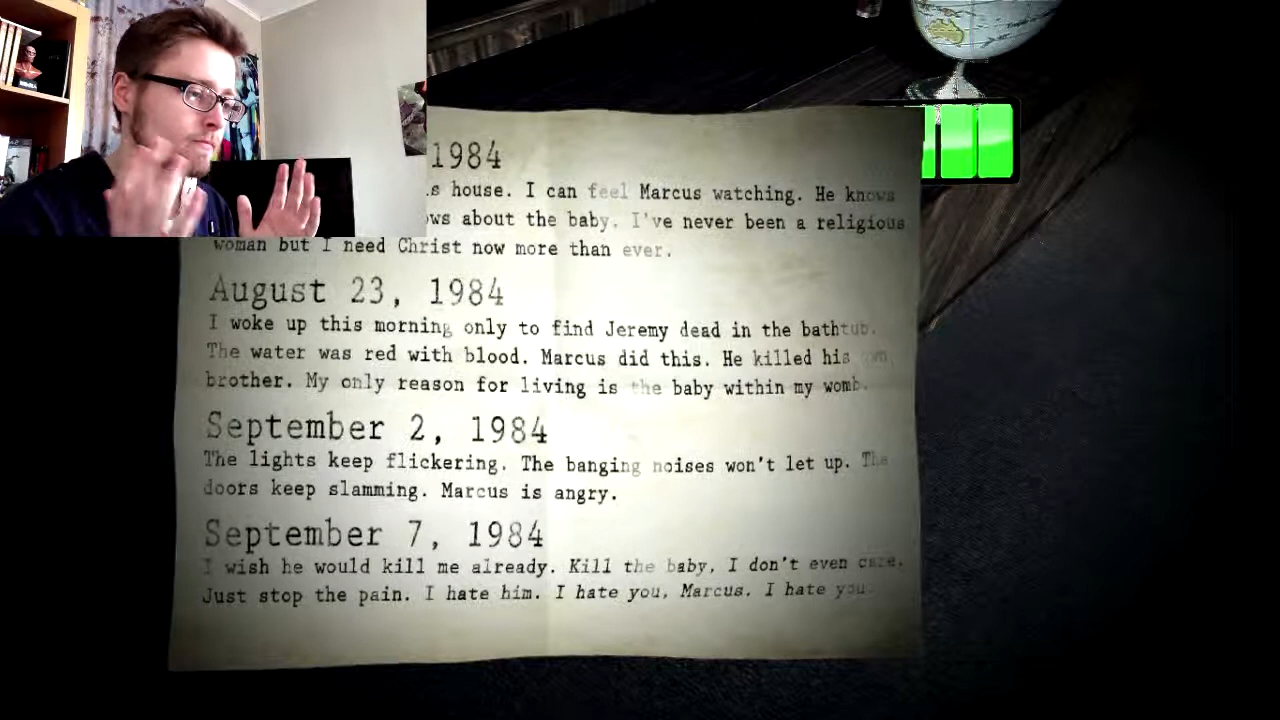 1984
house. I can feel Marcus watching. He knows
about the baby. I've never been a religious
woman but I need Christ now more than ever.
August 23, 1984
I woke up this morning only to find Jeremy dead in the bathtub.
The water was red with blood. Marcus did this. He killed his own
brother. My only reason for living is the baby within my womb.
September 2, 1984
The lights keep flickering. The banging noises won't let up. The
doors keep slamming. Marcus is angry.
September 7, 1984
I wish he would kill me already. Kill the baby, I don't even care.
Just stop the pain. I hate him. I hate you, Marcus. I hate you.